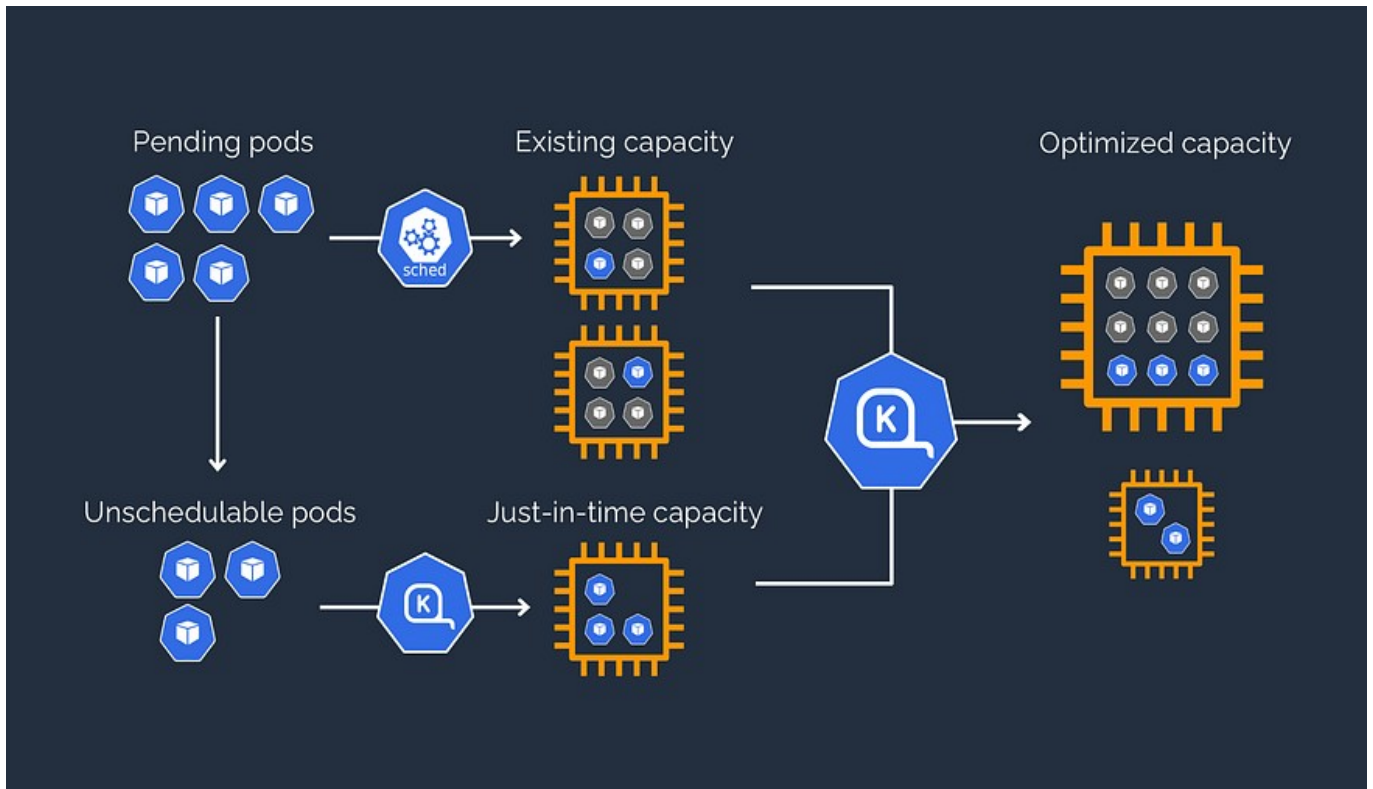 Pending pods
Existing capacity
Optimized capacity
sched
K
Unschedulable pods
Just-in-time capacity
K